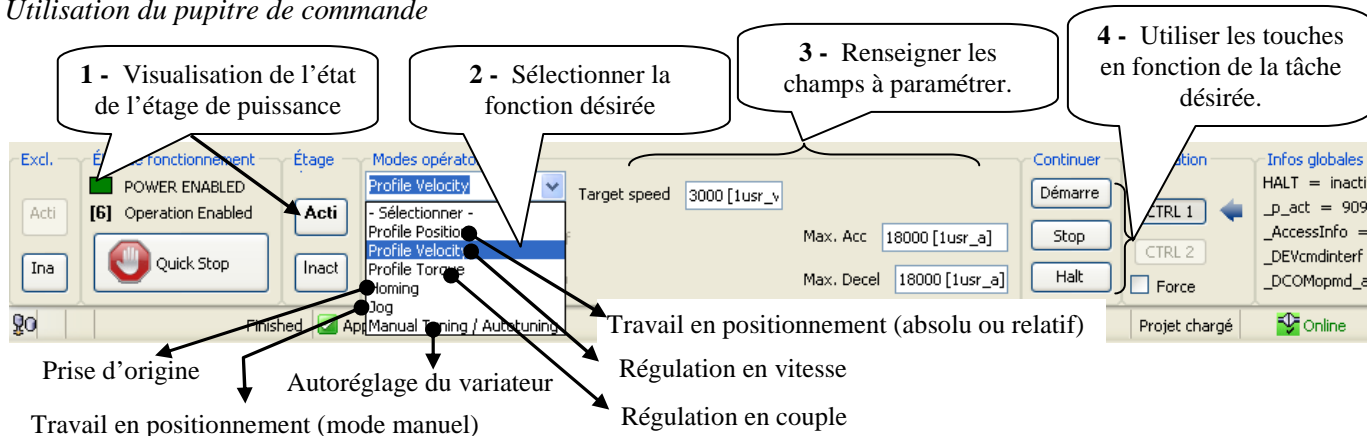 Utilisation du pupitre de commande
1 - Visualisation de l'état
de l'étage de puissance
2 - Sélectionner la
fonction désirée
3 - Renseigner les
champs à paramétrer.
4 - Utiliser les touches
en fonction de la tâche
désirée.
Excl.
fonctionnement
Étage
Modes opérato
Continuer
Infos globales
POWER ENABLED
Profile Velocity
Target speed
3000 [1usr_v
Démarre
HALT = inacti
Acti
[6] Operation Enabled
Acti
- Sélectionner -
CTRL 1
_p_act = 909
Profile Position
Profile Velocity
Max. Acc
18000 [1usr_a]
Stop
_AccessInfo =
CTRL 2
_DEVcmdinterf
Ina
Quick Stop
Inact
Profile Torque
Homing
Max. Decel
18000 [1usr_a]
Halt
Force
_DCOMopmd_a
Jog
Finished
Manual Tuning / Autotuning
Projet chargé
Online
Travail en positionnement (absolu ou relatif)
Prise d'origine
Autoréglage du variateur
Régulation en vitesse
Travail en positionnement (mode manuel)
Régulation en couple